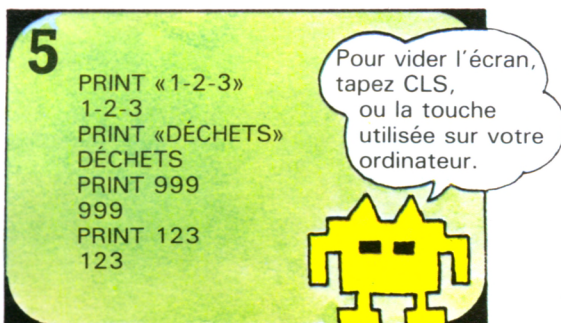 5
PRINT «1-2-3»
1-2-3
PRINT «DÉCHETS»
DÉCHETS
PRINT 999
999
PRINT 123
123
Pour vider l'écran,
tapez CLS,
ou la touche
utilisée sur votre
ordinateur.